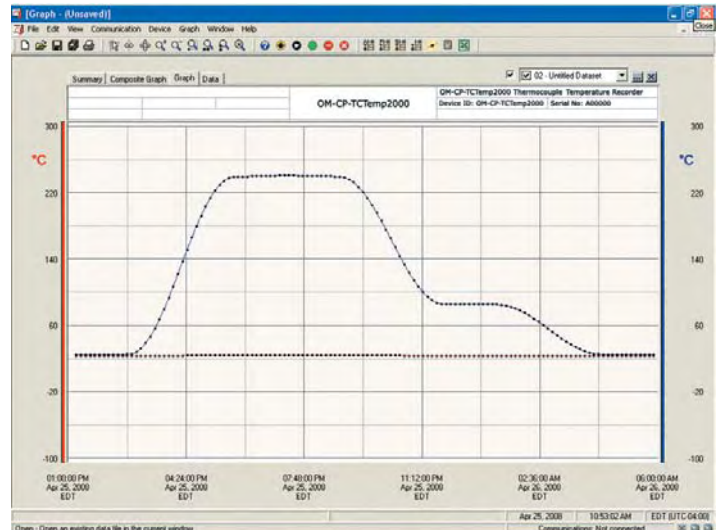 [Graph - (Unsaved)]
File Edit View Communication Device Graph Window Help
Close
Summary Composite Graph Graph Data
02 - Untitled Dataset
OM-CP-TCTemp2000
OM-CP-TCTemp2000 Thermocouple Temperature Recorder
Device ID: OM-CP-TCTemp2000 Serial No: A00000
300 300
°C °C
220 220
140 140
60 60
-20 -20
-100 -100
01:00:00 PM 04:24:00 PM 07:48:00 PM 11:12:00 PM 02:36:00 AM 06:00:00 AM
Apr 25, 2000 Apr 25, 2000 Apr 25, 2000 Apr 25, 2000 Apr 26, 2000 Apr 26, 2000
EDT EDT EDT EDT EDT EDT
Apr 25, 2008 10:53:02 AM EDT (UTC-04:00)
Open - Open an existing data file in the current window Communications: Not connected